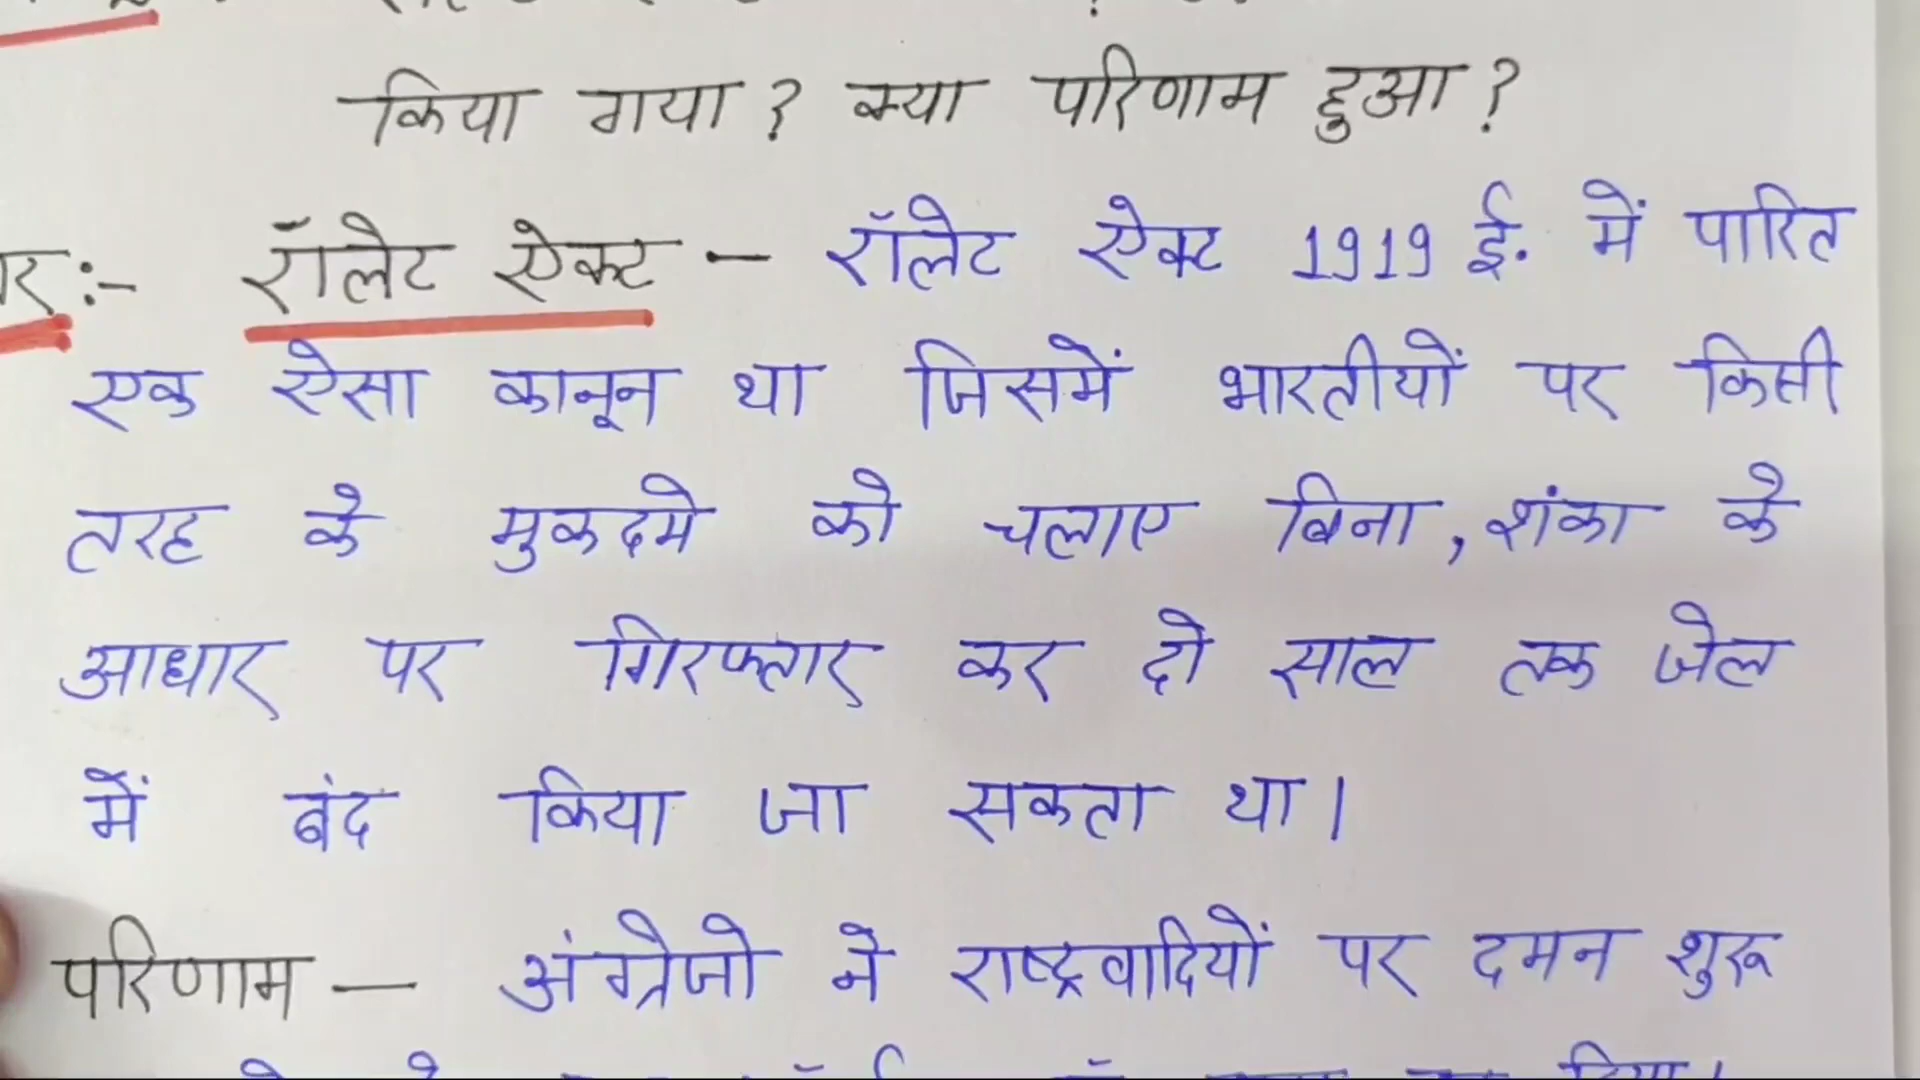 किया गया? क्या परिणाम हुआ?
रॉलेट ऐक्ट – रॉलेट ऐक्ट 1919 ई. में पारित
एक ऐसा कानून था जिसमें भारतीयों पर किसी
तरह के मुकदमे को चलाए बिना, शंका के
आधार पर गिरफ्तार कर दो साल तक जेल
में बंद किया जा सकता था।
परिणाम – अंग्रेजो ने राष्ट्रवादियों पर दमन शुरू